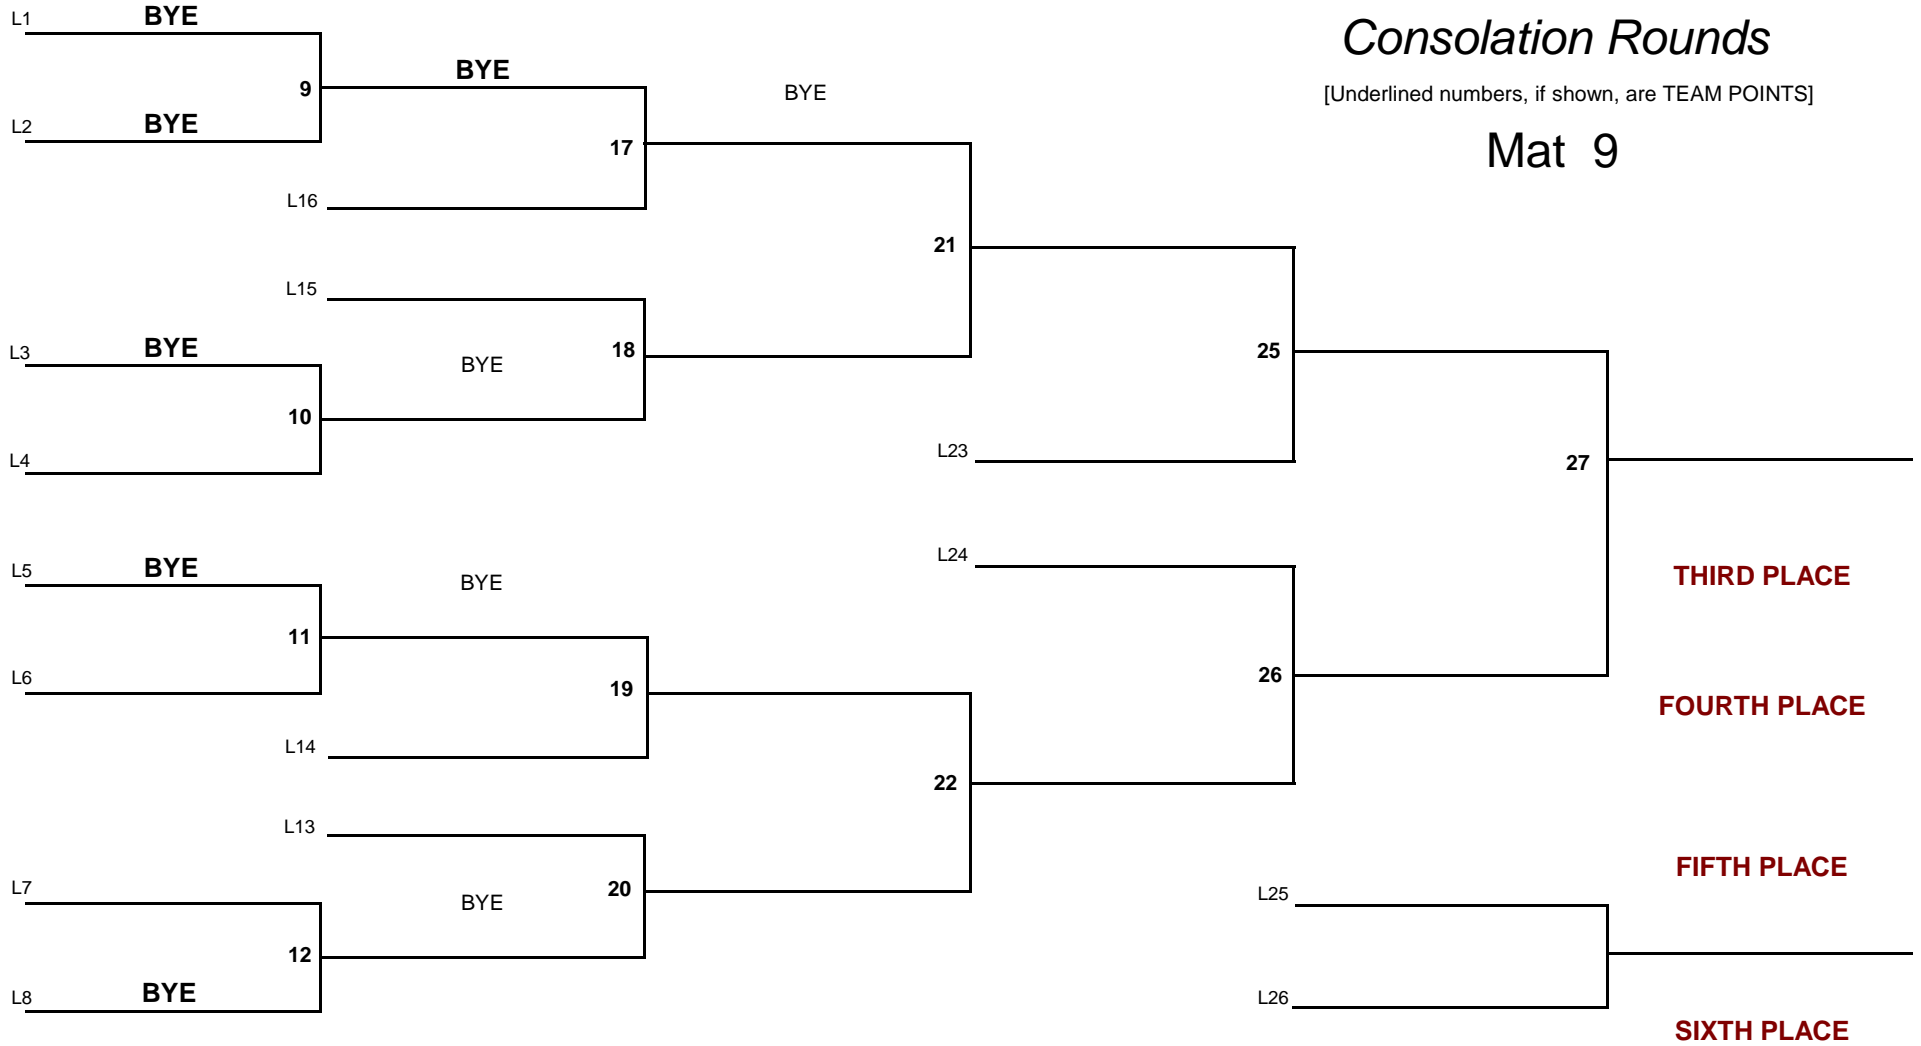 L1 BYE
Consolation Rounds
BYE
9
BYE
[Underlined numbers, if shown, are TEAM POINTS]
L2 BYE
17
Mat 9
L16
21
L15
L3 BYE
18
25
BYE
10
L4
L23
27
L24
L5 BYE
BYE
THIRD PLACE
11
L6
19
26
FOURTH PLACE
L14
22
L13
FIFTH PLACE
L7
20
L25
BYE
12
L8 BYE
L26
SIXTH PLACE